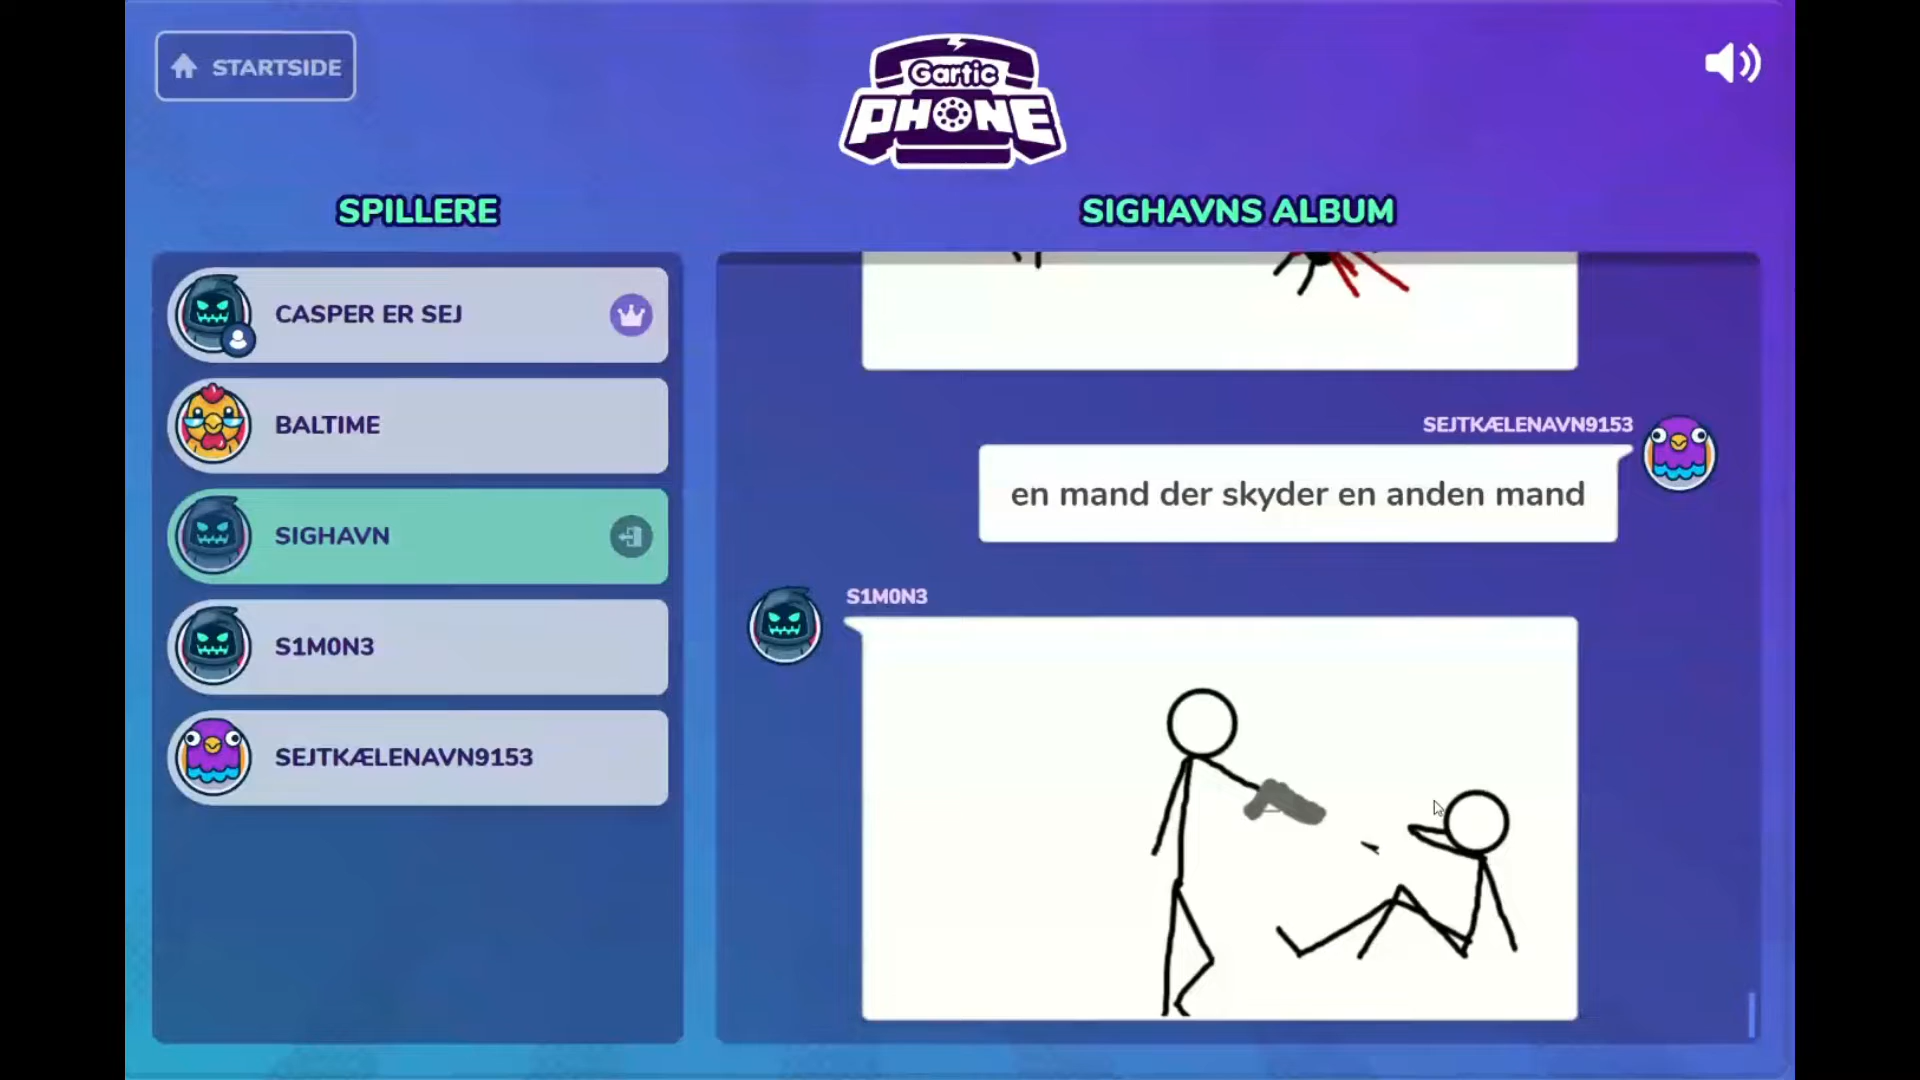 STARTSIDE
Gartic
PHONE
SPILLERE
CASPER ER SEJ
BALTIME
SIGHAVN
S1M0N3
SEJTKÆLENAVN9153
SIGHAVNS ALBUM
SEJTKÆLENAVN9153
en mand der skyder en anden mand
S1M0N3